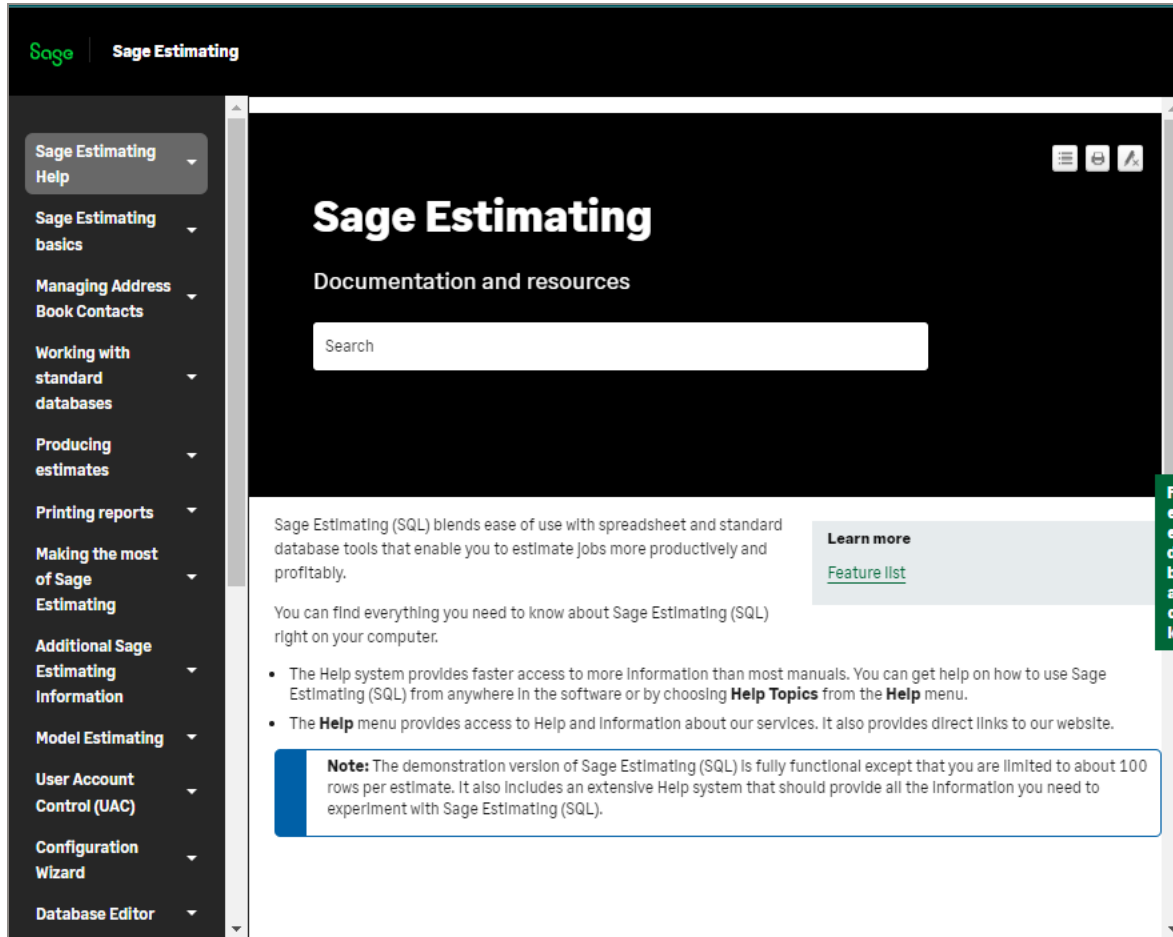 Sage
Sage Estimating
Sage Estimating
Help
Sage Estimating
basics
Managing Address
Book Contacts
Working with
standard
databases
Producing
estimates
Printing reports
Making the most
of Sage
Estimating
Additional Sage
Estimating
Information
Model Estimating
User Account
Control (UAC)
Configuration
Wizard
Database Editor
Sage Estimating
Documentation and resources
Search
Sage Estimating (SQL) blends ease of use with spreadsheet and standard
database tools that enable you to estimate jobs more productively and
profitably.
Learn more
Feature list
You can find everything you need to know about Sage Estimating (SQL)
right on your computer.
• The Help system provides faster access to more information than most manuals. You can get help on how to use Sage
Estimating (SQL) from anywhere in the software or by choosing Help Topics from the Help menu.
• The Help menu provides access to Help and information about our services. It also provides direct links to our website.
Note: The demonstration version of Sage Estimating (SQL) is fully functional except that you are limited to about 100
rows per estimate. It also includes an extensive Help system that should provide all the information you need to
experiment with Sage Estimating (SQL).